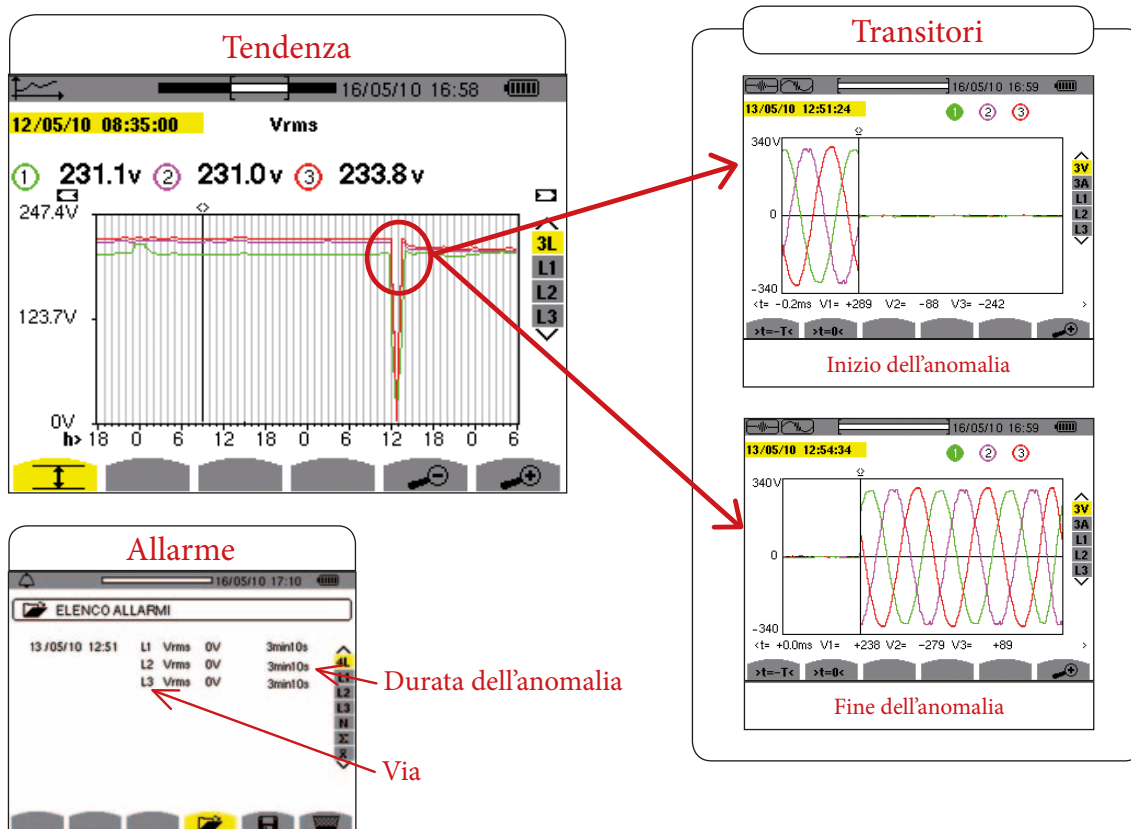 Tendenza
16/05/10 16:58
12/05/10 08:35:00 Vrms
1 231.1v 2 231.0v 3 233.8v
247.4V
123.7V
0V
3L
L1
L2
L3
h> 18 0 6 12 18 0 6 12 18 0 6
Transitori
16/05/10 16:59
13/05/10 12:51:24 1 2 3
340V
0
-340
3V
3A
L1
L2
L3
<t= -0.2ms V1= +289 V2= -88 V3= -242 >
>t=-T< >t=0<
Inizio dell'anomalia
16/05/10 16:59
13/05/10 12:54:34 1 2 3
340V
0
-340
3V
3A
L1
L2
L3
<t= +0.0ms V1= +238 V2= -279 V3= +89 >
>t=-T< >t=0<
Fine dell'anomalia
Allarme
16/05/10 17:10
ELENCO ALLARMI
13/05/10 12:51 L1 Vrms 0V 3min10s
L2 Vrms 0V 3min10s
L3 Vrms 0V 3min10s
4L
L1
L2
L3
N
Σ
Durata dell'anomalia
Via